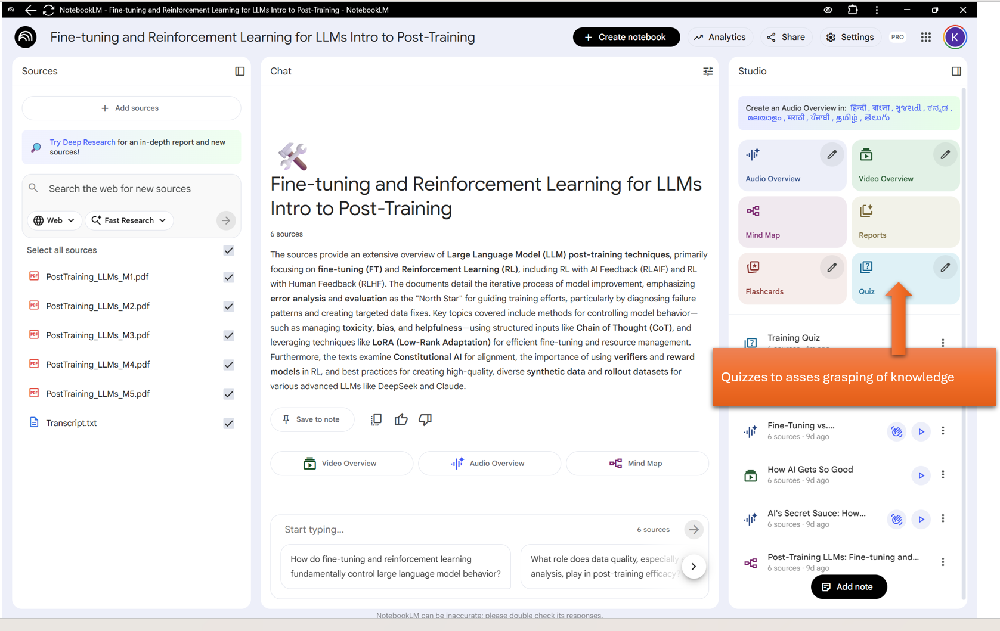 NotebookLM - Fine-tuning and Reinforcement Learning for LLMs Intro to Post-Training - NotebookLM
Fine-tuning and Reinforcement Learning for LLMs Intro to Post-Training
Create notebook
Analytics
Share
Settings
PRO
K
Sources
Add sources
Try Deep Research for an in-depth report and new
sources!
Search the web for new sources
Web
Fast Research
Select all sources
PDF PostTraining_LLMs_M1.pdf
PDF PostTraining_LLMs_M2.pdf
PDF PostTraining_LLMs_M3.pdf
PDF PostTraining_LLMs_M4.pdf
PDF PostTraining_LLMs_M5.pdf
Transcript.txt
Chat
Fine-tuning and Reinforcement Learning for LLMs
Intro to Post-Training
6 sources
The sources provide an extensive overview of Large Language Model (LLM) post-training techniques, primarily
focusing on fine-tuning (FT) and Reinforcement Learning (RL), including RL with AI Feedback (RLAIF) and RL
with Human Feedback (RLHF). The documents detail the iterative process of model improvement, emphasizing
error analysis and evaluation as the "North Star" for guiding training efforts, particularly by diagnosing failure
patterns and creating targeted data fixes. Key topics covered include methods for controlling model behavior—
such as managing toxicity, bias, and helpfulness—using structured inputs like Chain of Thought (CoT), and
leveraging techniques like LoRA (Low-Rank Adaptation) for efficient fine-tuning and resource management.
Furthermore, the texts examine Constitutional AI for alignment, the importance of using verifiers and reward
models in RL, and best practices for creating high-quality, diverse synthetic data and rollout datasets for
various advanced LLMs like DeepSeek and Claude.
Save to note
Video Overview
Audio Overview
Mind Map
Start typing...
6 sources
How do fine-tuning and reinforcement learning
fundamentally control large language model behavior?
What role does data quality, especially
analysis, play in post-training efficacy?
NotebookLM can be inaccurate; please double check its responses.
Studio
Create an Audio Overview in: हिन्दी, বাংলা, ગુજરાતી, ಕನ್ನಡ,
മലയാളം, मराठी, ਪੰਜਾਬੀ, தமிழ், తెలుగు
Audio Overview
Video Overview
Mind Map
Reports
Flashcards
Quiz
Training Quiz
6 sources · 1m ago
Quizzes to asses grasping of knowledge
Fine-Tuning vs....
6 sources · 9d ago
How AI Gets So Good
6 sources · 9d ago
AI's Secret Sauce: How...
6 sources · 9d ago
Post-Training LLMs: Fine-tuning and...
6 sources · 9d ago
Add note